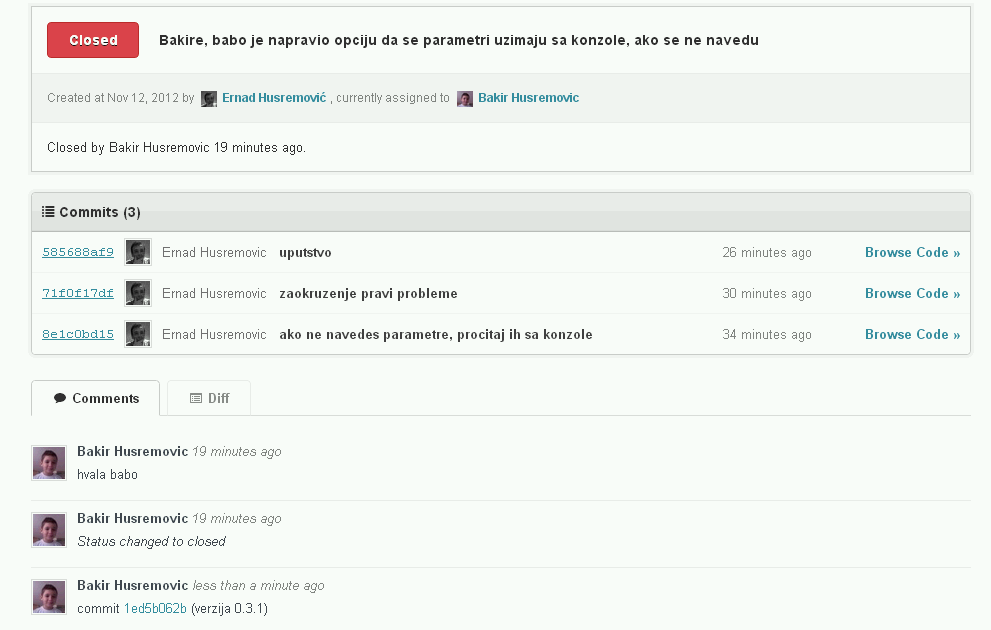 Closed Bakire, babo je napravio opciju da se parametri uzimaju sa konzole, ako se ne navedu
Created at Nov 12, 2012 by Ernad Husremović , currently assigned to Bakir Husremovic
Closed by Bakir Husremovic 19 minutes ago.
Commits (3)
585688af9 Ernad Husremovic uputstvo 26 minutes ago Browse Code »
71f0f17df Ernad Husremovic zaokruzenje pravi probleme 30 minutes ago Browse Code »
8e1c0bd15 Ernad Husremovic ako ne navedes parametre, procitaj ih sa konzole 34 minutes ago Browse Code »
Comments Diff
Bakir Husremovic 19 minutes ago
hvala babo
Bakir Husremovic 19 minutes ago
Status changed to closed
Bakir Husremovic less than a minute ago
commit 1ed5b062b (verzija 0.3.1)